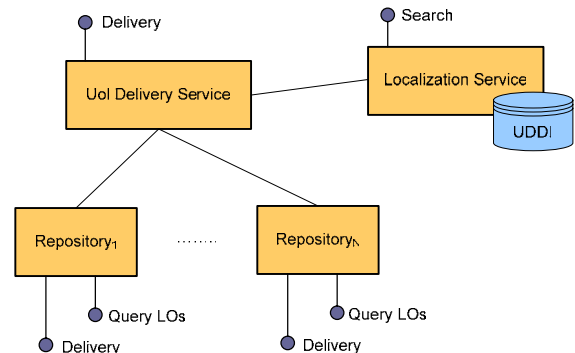 Delivery
Search
UoI Delivery Service
Localization Service
UDDI
Repository1
........
RepositoryN
Query LOs
Query LOs
Delivery
Delivery